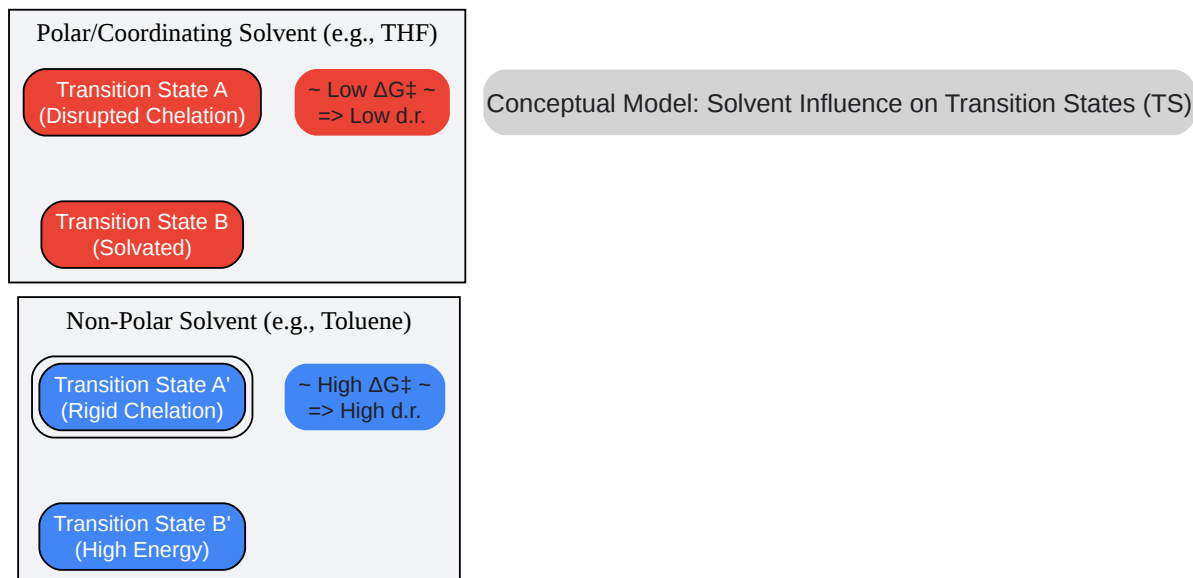 Polar/Coordinating Solvent (e.g., THF)
Transition State A
(Disrupted Chelation)
~ Low ΔG‡ ~
=> Low d.r.
Conceptual Model: Solvent Influence on Transition States (TS)
Transition State B
(Solvated)
Non-Polar Solvent (e.g., Toluene)
Transition State A'
(Rigid Chelation)
~ High ΔG‡ ~
=> High d.r.
Transition State B'
(High Energy)